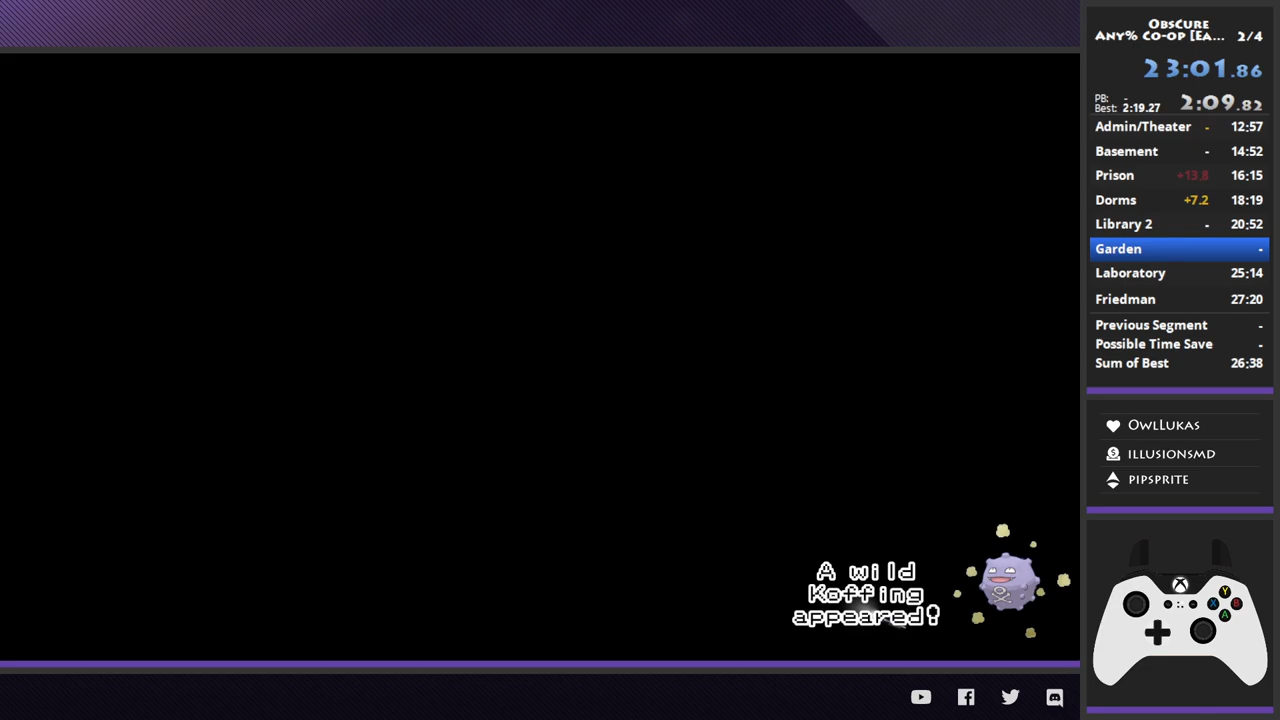 ObsCure
Any% Co-op [Ea... 2/4
23:01.86
PB: -
Best: 2:19.27 2:09.82
Admin/Theater - 12:57
Basement - 14:52
Prison +13.8 16:15
Dorms +7.2 18:19
Library 2 - 20:52
Garden -
Laboratory 25:14
Friedman 27:20
Previous Segment -
Possible Time Save -
Sum of Best 26:38
OwlLukas
illusionsmd
pipsprite
A wild
Koffing
appeared!
X
Y
B
A